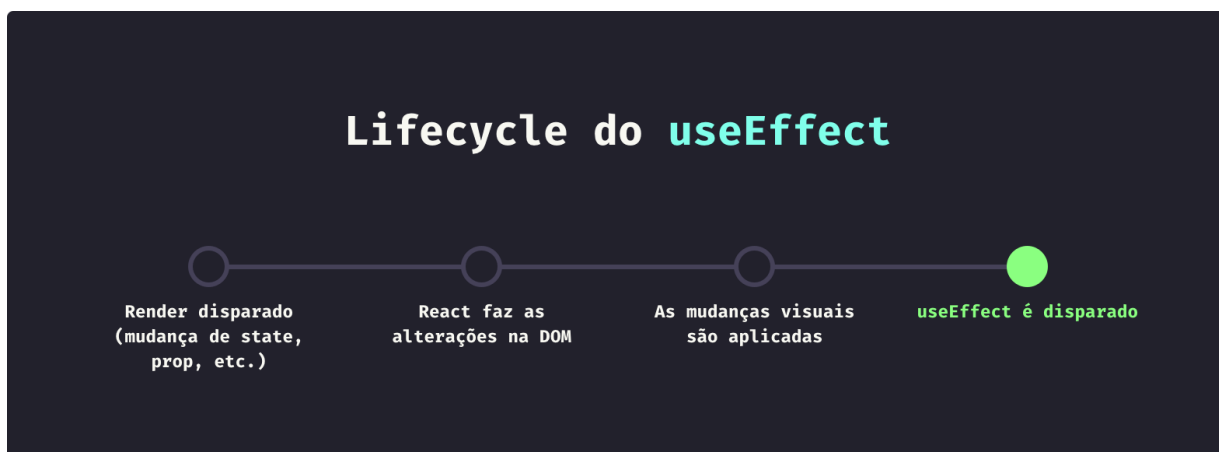 Lifecycle do useEffect
Render disparado
(mudança de state,
prop, etc.)
React faz as
alterações na DOM
As mudanças visuais
são aplicadas
useEffect é disparado